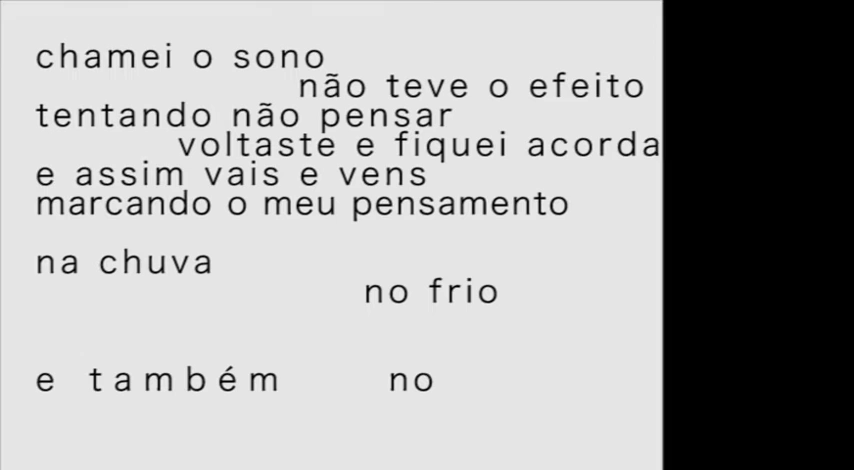 chamei o sono
não teve o efeito
tentando não pensar
voltaste e fiquei acorda
e assim vais e vens
marcando o meu pensamento
na chuva
no frio
e também no